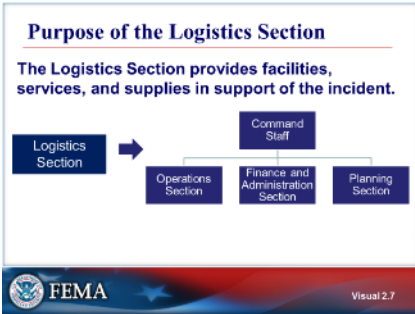 Purpose of the Logistics Section
The Logistics Section provides facilities,
services, and supplies in support of the incident.
Logistics
Section
Command
Staff
Operations
Section
Finance and
Administration
Section
Planning
Section
FEMA
Visual 2.7